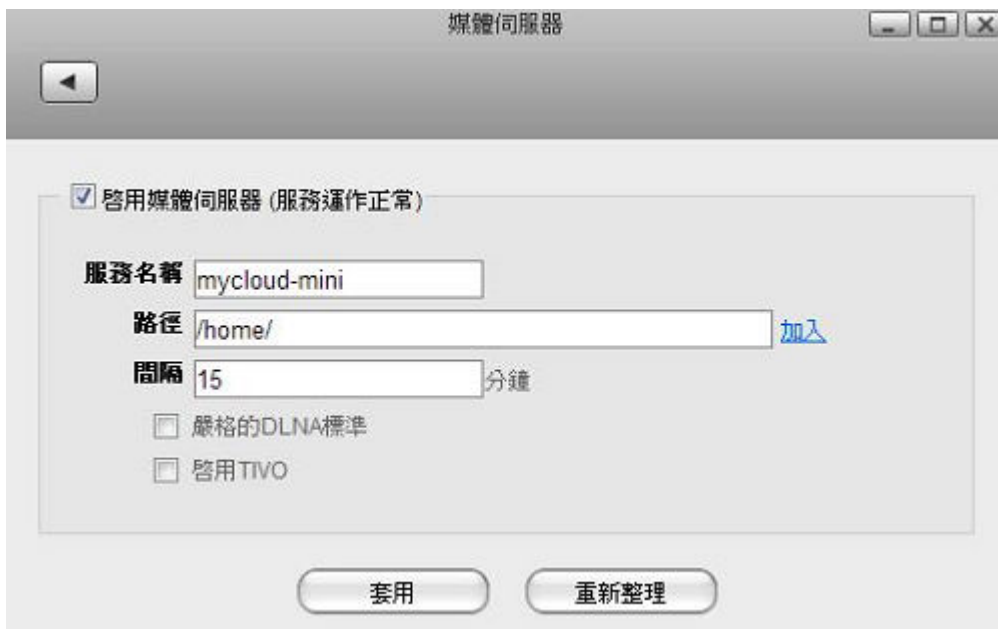 媒體伺服器
啓用媒體伺服器 (服務運作正常)
服務名稱 mycloud-mini
路徑 /home/ 加入
間隔 15 分鐘
嚴格的DLNA標準
啓用TIVO
套用 重新整理